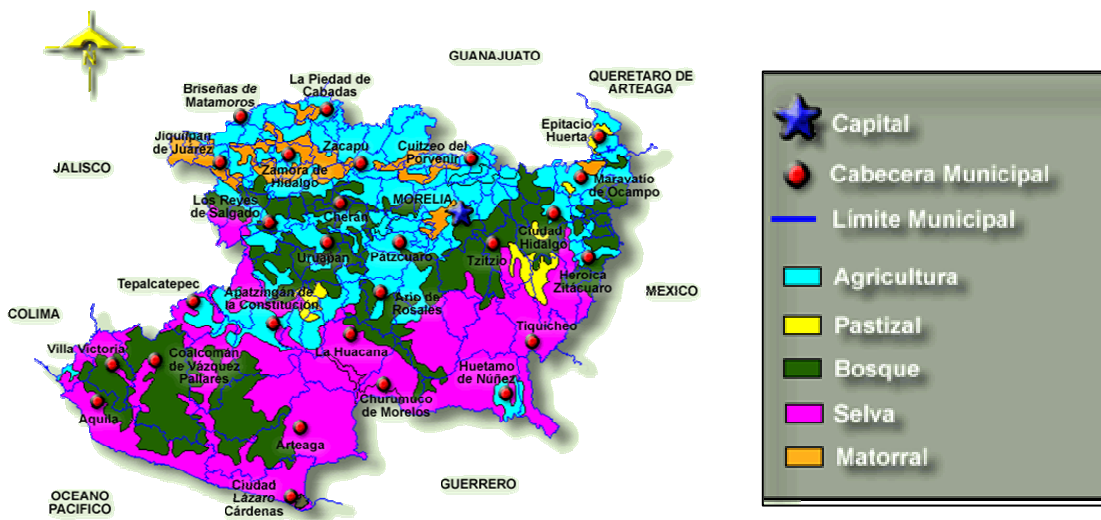 N
GUANAJUATO
QUERETARO DE
ARTEAGA
La Piedad de
Cabadas
Briseñas de
Matamoros
Epitacio
Huerta
Jiquilpan
de Juárez
Zacapú
Cuitzeo del
Porvenir
JALISCO
Zamora de
Hidalgo
Maravatío
de Ocampo
Los Reyes
de Salgado
MORELIA
Cherán
Ciudad
Hidalgo
Uruapan
Pátzcuaro
Tzitzio
Heroica
Zitácuaro
Tepalcatepec
Apatzingán de
la Constitución
Ario de
Rosales
MEXICO
COLIMA
Tiquicheo
Villa Victoria
Coalcomán
de Vázquez
Pallares
La Huacana
Huetamo
de Núñez
Churumuco
de Morelos
Aquila
Arteaga
GUERRERO
Ciudad
Lázaro
Cárdenas
OCEANO
PACIFICO
Capital
Cabecera Municipal
Límite Municipal
Agricultura
Pastizal
Bosque
Selva
Matorral